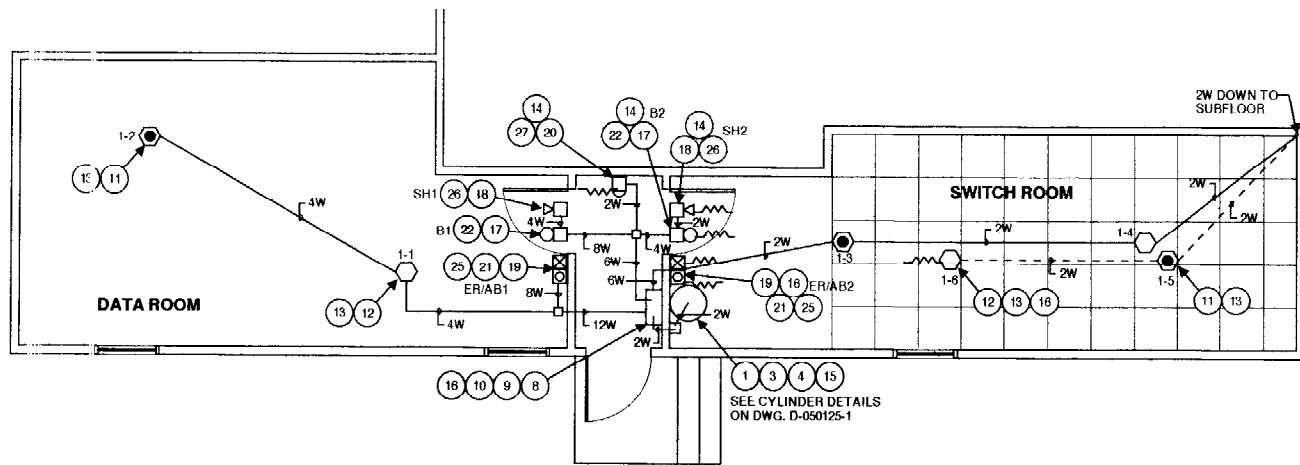 2W DOWN TO
SUBFLOOR
14
27 20
14 B2
22 17
14 SH2
18 26
1-2
13 11
4W
SH1 26 18
B1 22 17
25 21 19
ER/AB1
4W
8W
2W
8W
6W
6W
4W
2W
2W
SWITCH ROOM
2W
2W
2W
2W
1-3
1-4
1-5
1-6
2W
19 16 ER/AB2
21 25
12 13 16
11 13
1-1
13 12
DATA ROOM
4W
12W
2W
2W
16 10 9 8
1 3 4 15
SEE CYLINDER DETAILS
ON DWG. D-050125-1